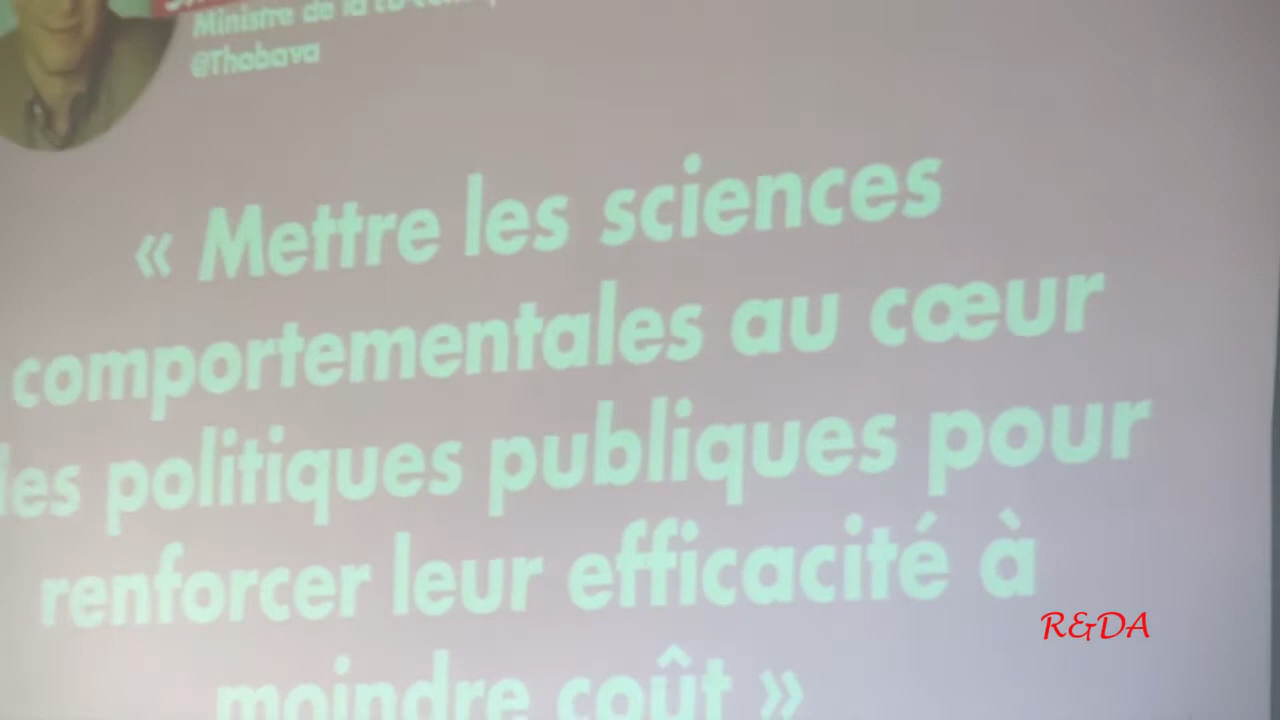 Ministre de la
@Thobava
« Mettre les sciences
comportementales au cœur
les politiques publiques pour
renforcer leur efficacité à
moindre coût »
R&DA